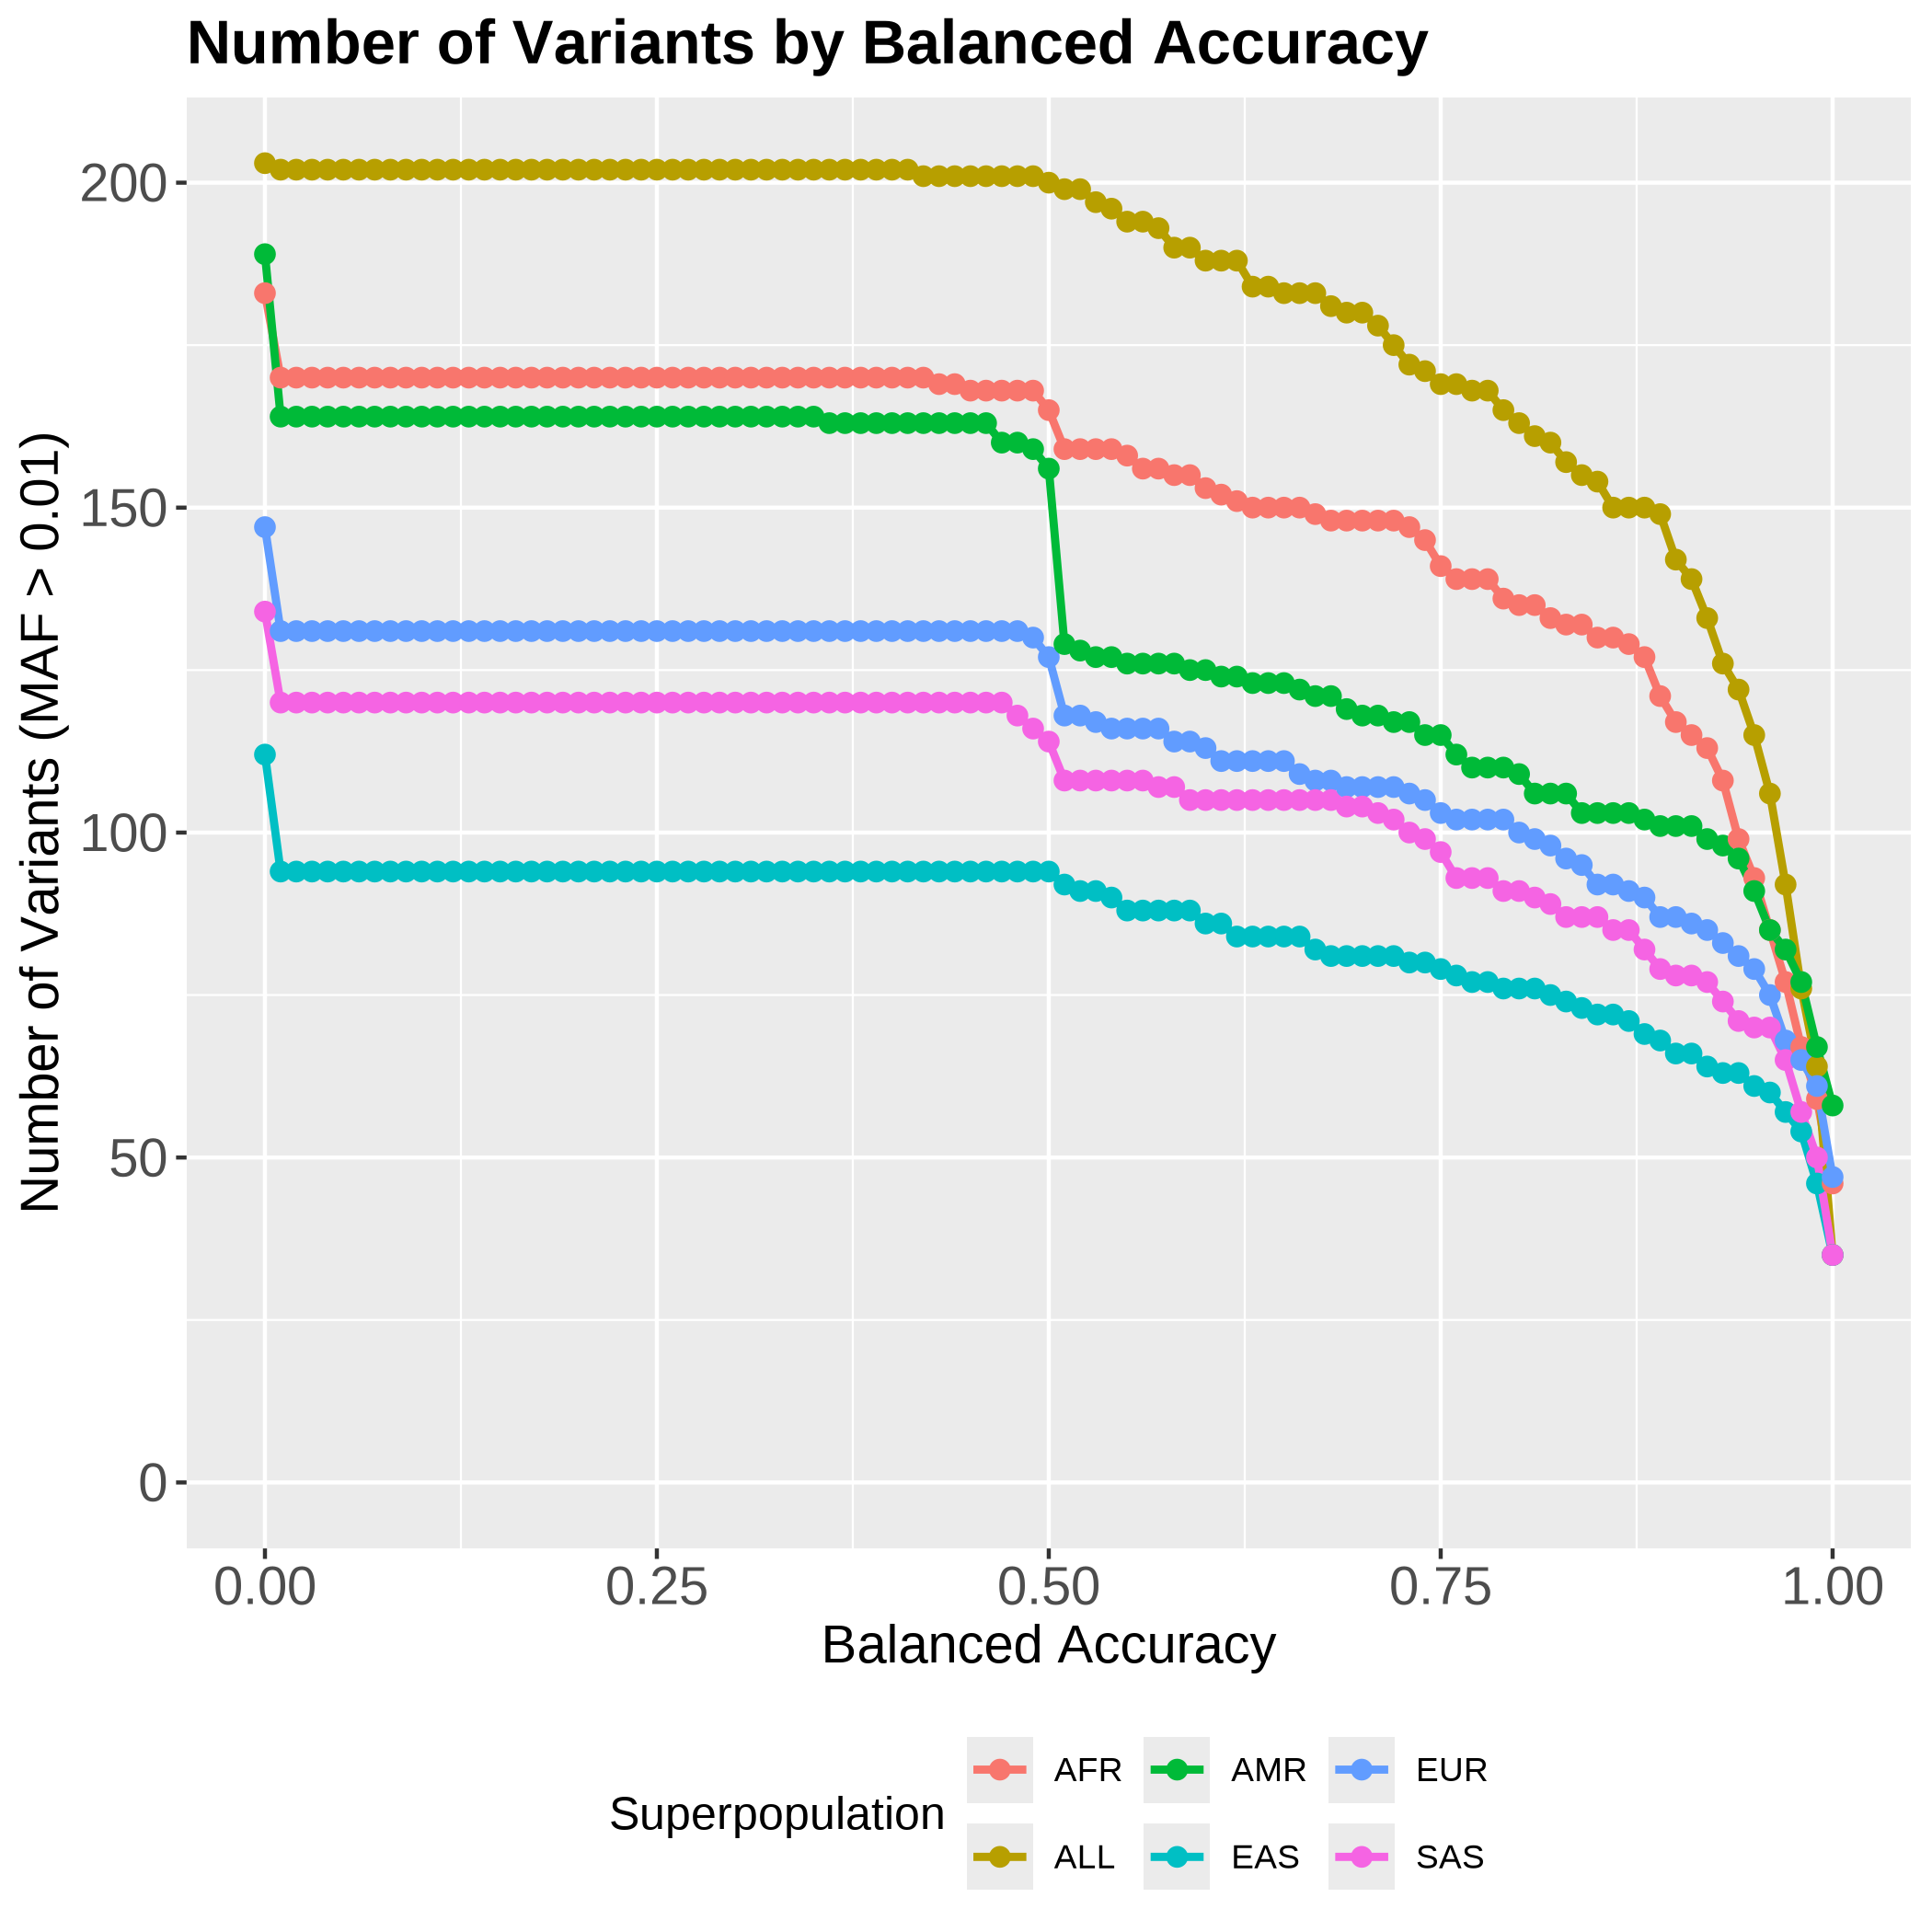 Number of Variants by Balanced Accuracy
Number of Variants (MAF > 0.01)
200
150
100
50
0
0.00 0.25 0.50 0.75 1.00
Balanced Accuracy
Superpopulation
AFR AMR EUR
ALL EAS SAS